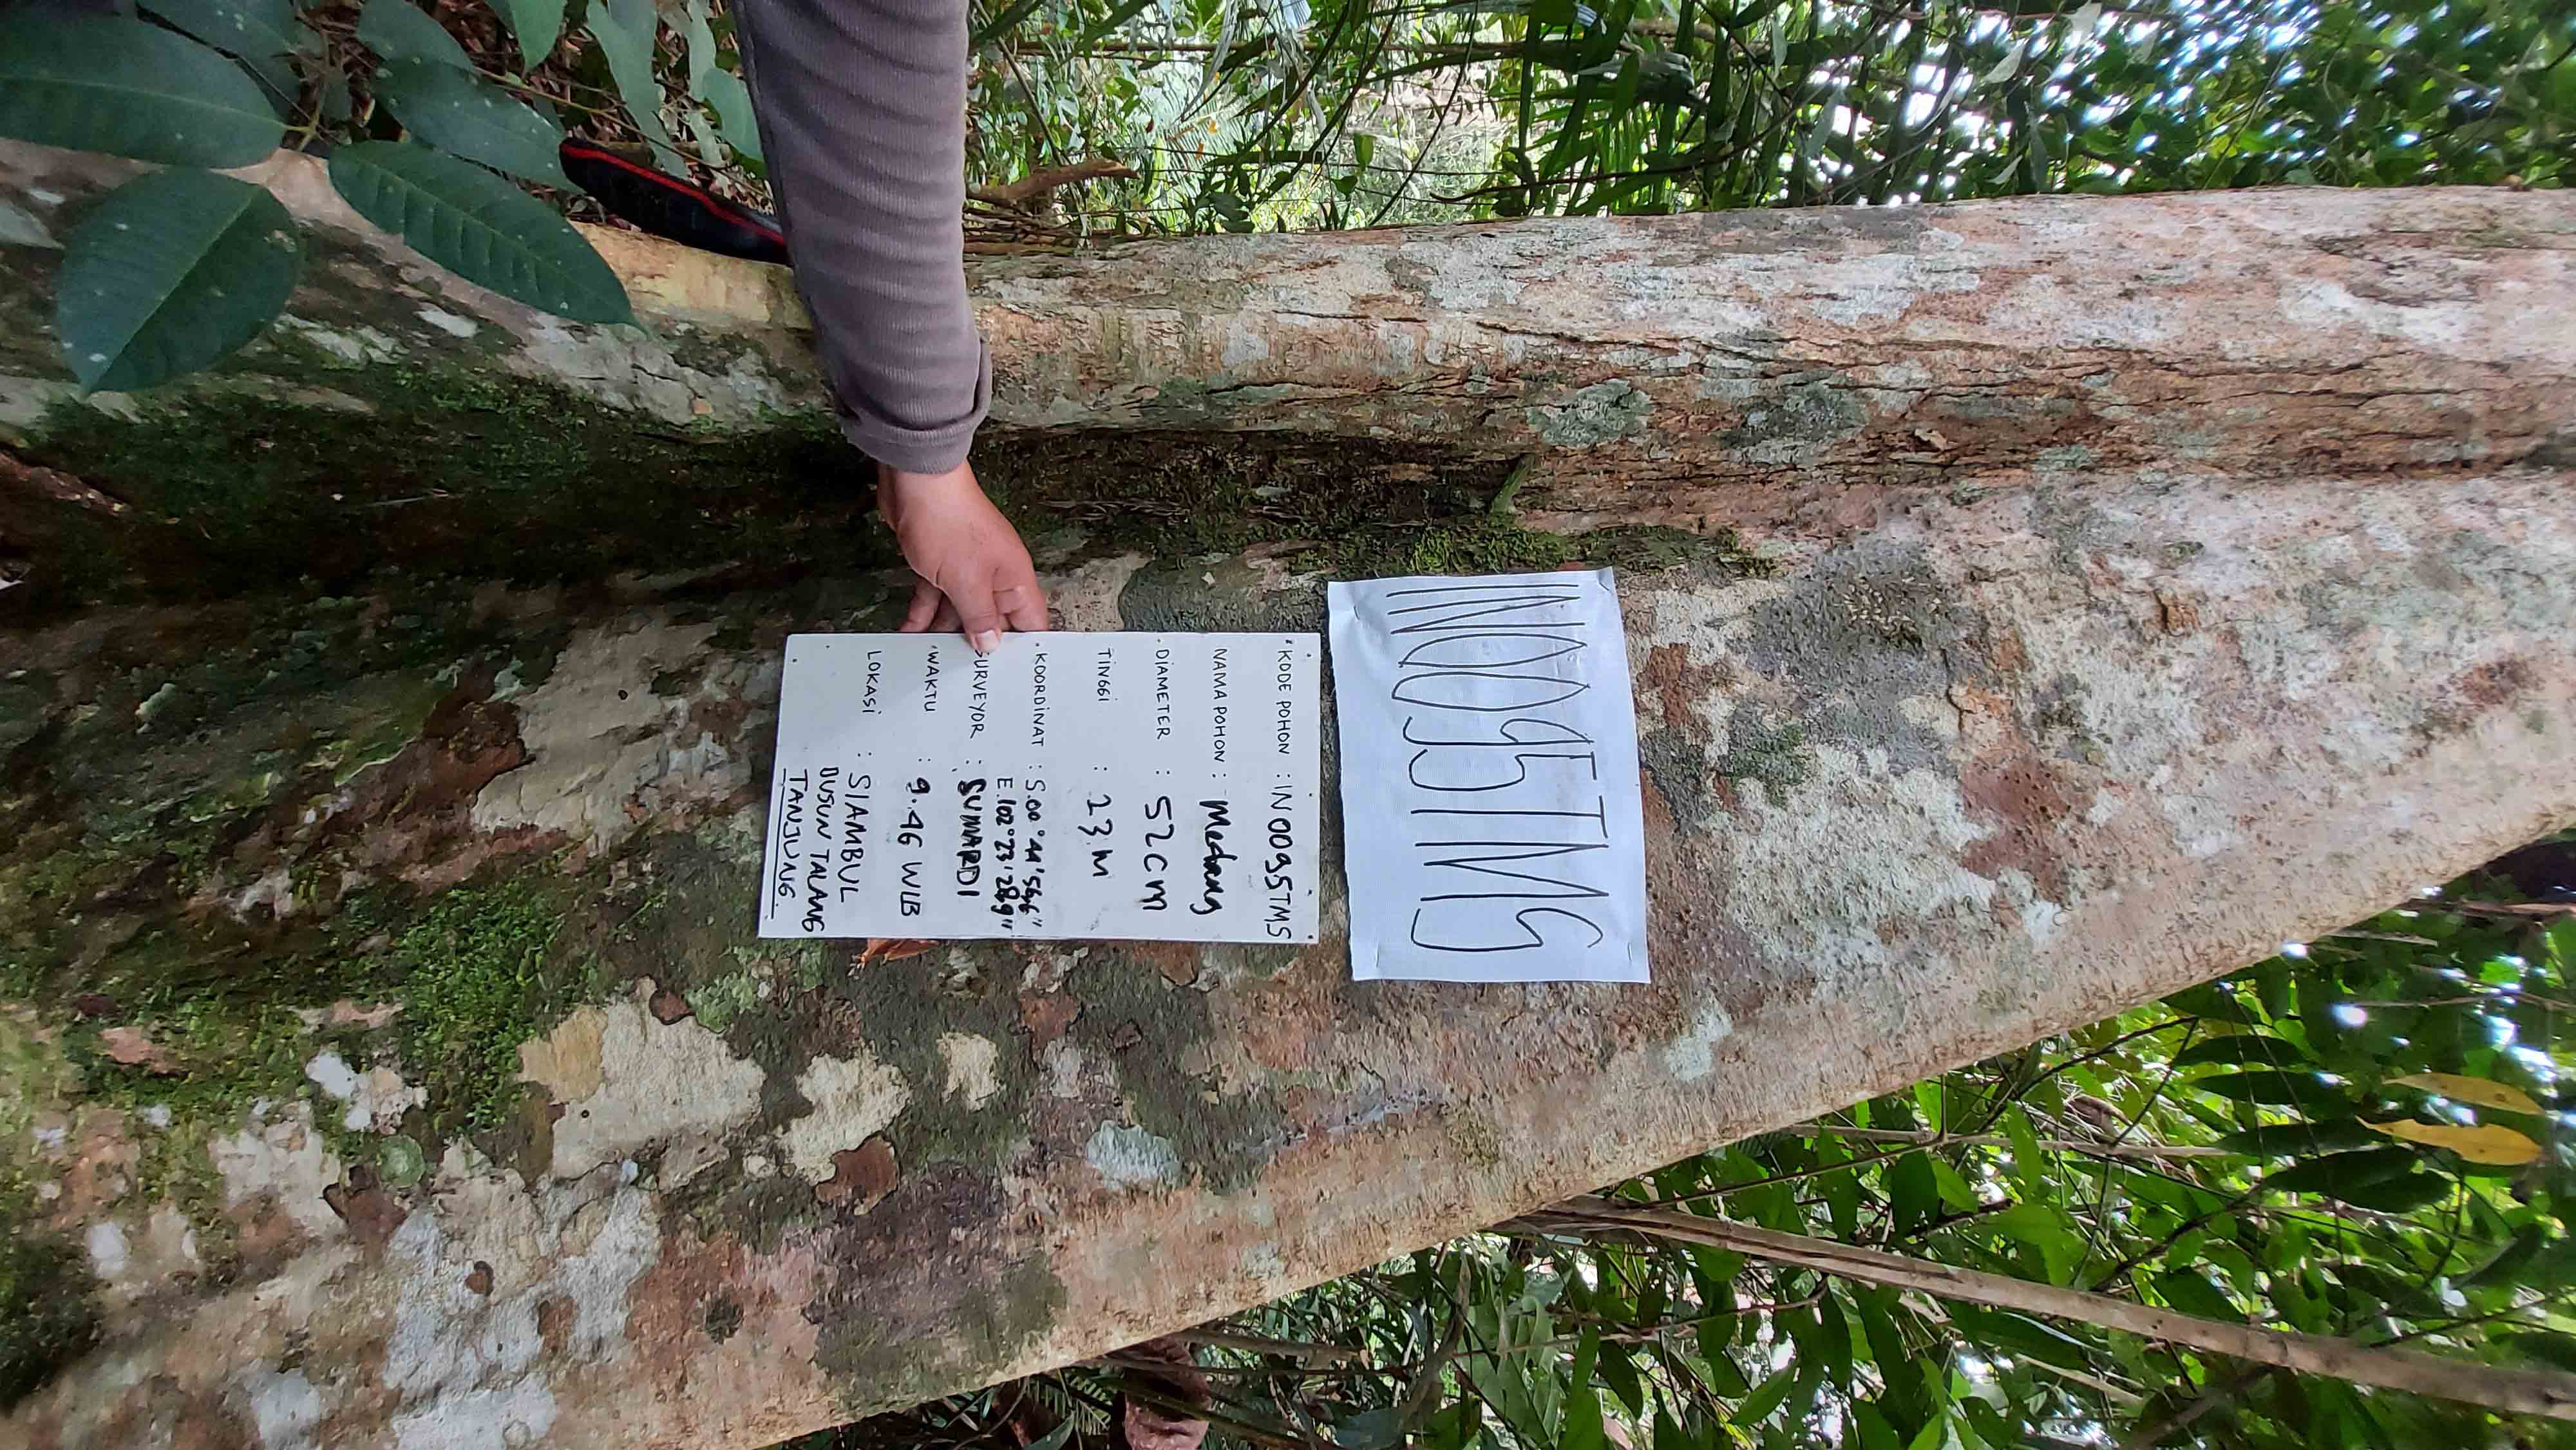 IN0095TMS
KODE POHON : IN0095TMS
NAMA POHON : Medang
DIAMETER : 52cm
TINGGI : 23 M
KOORDINAT : S.00°44'56,6"
E.102°23'28,9"
SURVEYOR : SUMARDI
WAKTU : 9.46 WIB
LOKASI : SIAMBUL
DUSUN TALANG
TANJUNG.